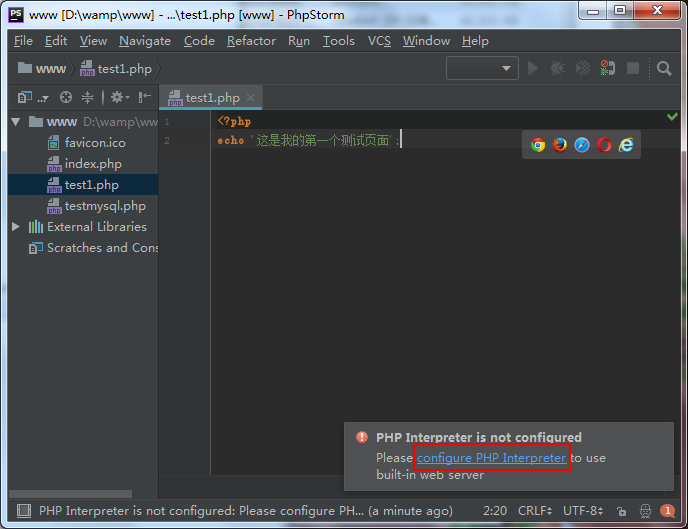 www [D:\wamp\www] - ...\test1.php [www] - PhpStorm
File Edit View Navigate Code Refactor Run Tools VCS Window Help
www test1.php
test1.php
www D:\wamp\ww
favicon.ico
index.php
test1.php
testmysql.php
External Libraries
Scratches and Cons
1 <?php
2 echo '这是我的第一个测试页面';
PHP Interpreter is not configured
Please configure PHP Interpreter to use
built-in web server
PHP Interpreter is not configured: Please configure PH... (a minute ago) 2:20 CRLF UTF-8 1